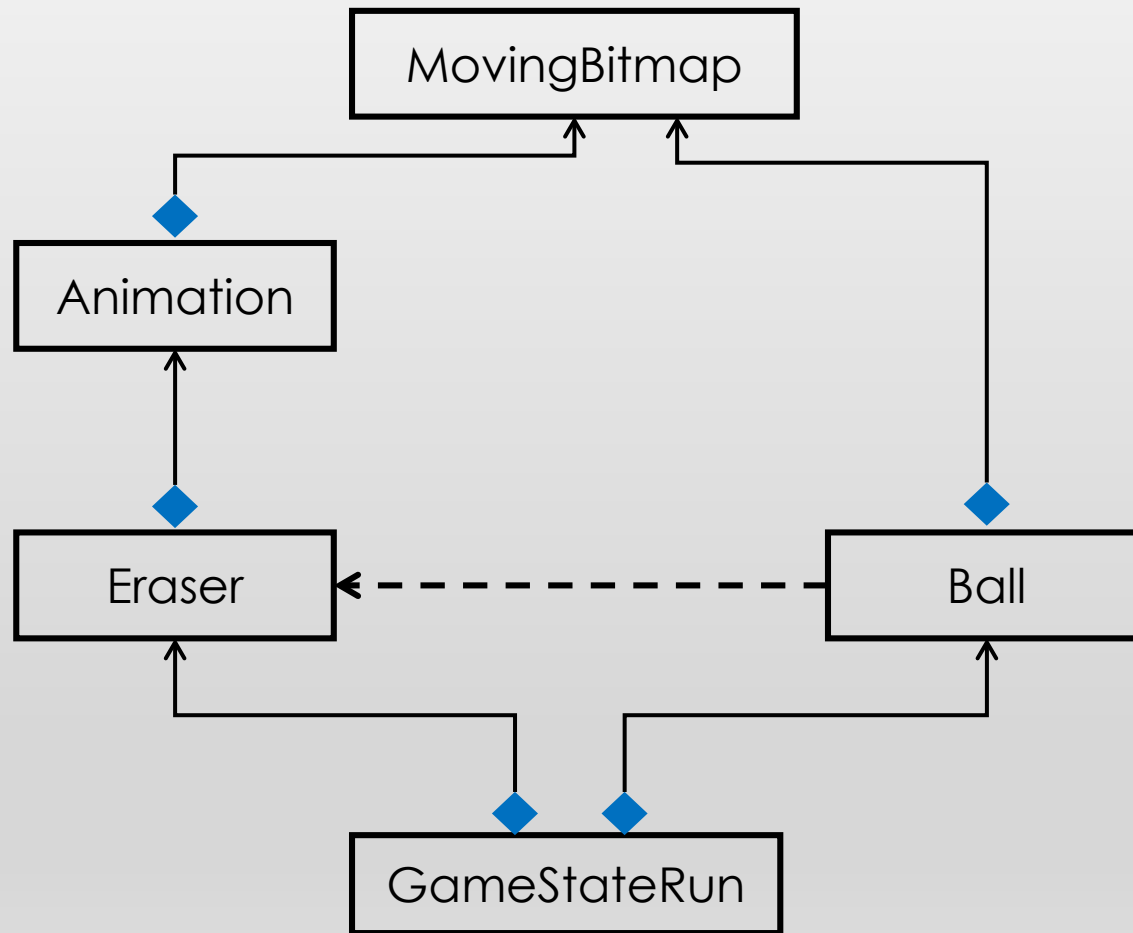 MovingBitmap
Animation
Eraser
Ball
GameStateRun